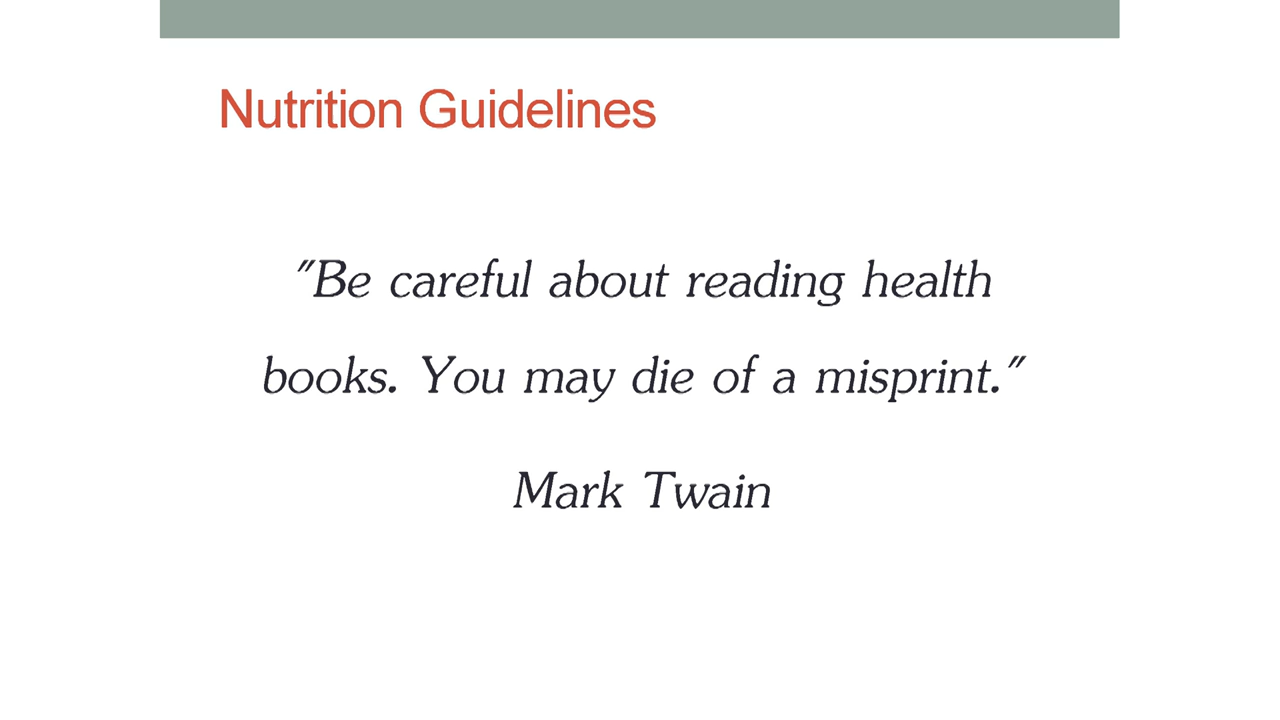 Nutrition Guidelines
"Be careful about reading health
books. You may die of a misprint."
Mark Twain